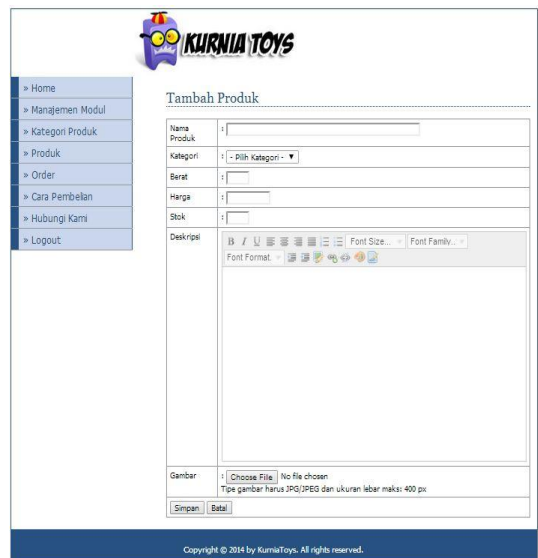 KURNIA TOYS
» Home
» Manajemen Modul
» Kategori Produk
» Produk
» Order
» Cara Pembelian
» Hubungi Kami
» Logout
Tambah Produk
Nama Produk :
Kategori : - Pilih Kategori - ▼
Berat :
Harga :
Stok :
Deskripsi
B I U Font Size... Font Family...
Font Format
Gambar : Choose File No file chosen
Tipe gambar harus JPG/JPEG dan ukuran lebar maks: 400 px
Simpan Batal
Copyright © 2014 by KurniaToys. All rights reserved.